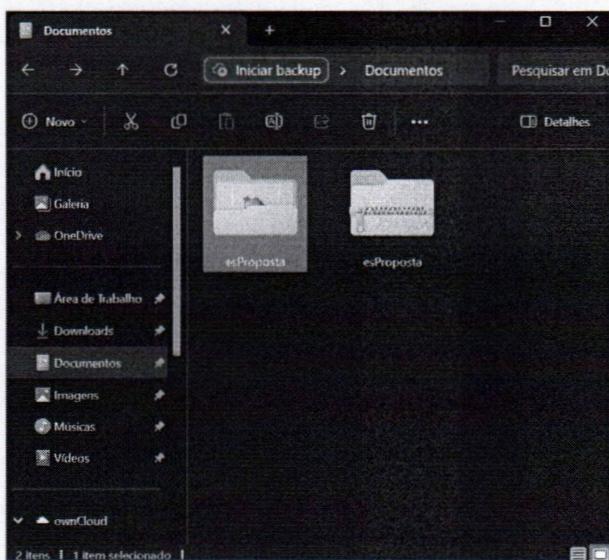 Documentos
Iniciar backup > Documentos
Pesquisar em Do
Novo
Detalhes
Início
Galeria
OneDrive
Área de Trabalho
Downloads
Documentos
Imagens
Músicas
Vídeos
ownCloud
esProposta
esProposta
2 itens | 1 item selecionado |